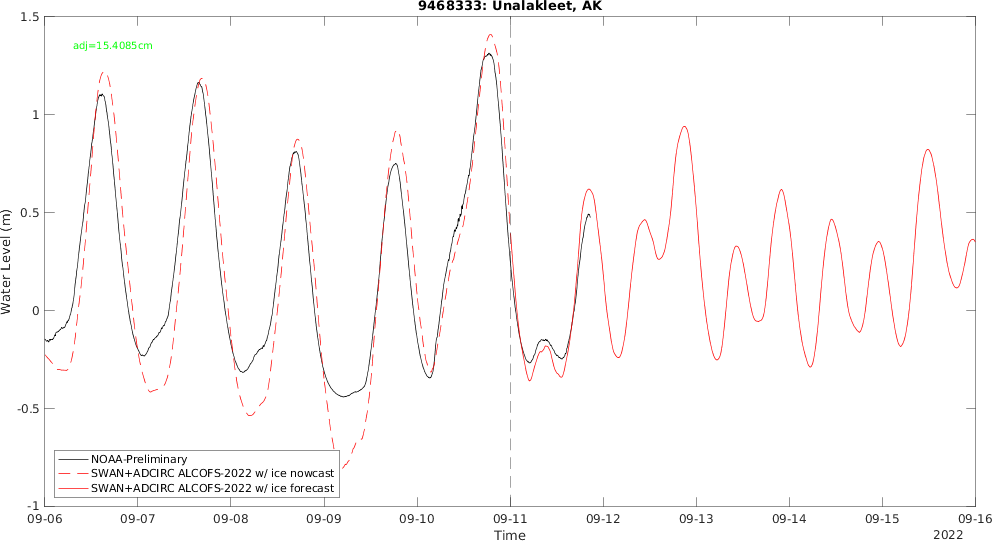 9468333: Unalakleet, AK
adj=15.4085cm
1.5
1
0.5
0
-0.5
-1
Water Level (m)
NOAA-Preliminary
SWAN+ADCIRC ALCOFS-2022 w/ ice nowcast
SWAN+ADCIRC ALCOFS-2022 w/ ice forecast
09-06 09-07 09-08 09-09 09-10 09-11 09-12 09-13 09-14 09-15 09-16
Time
2022